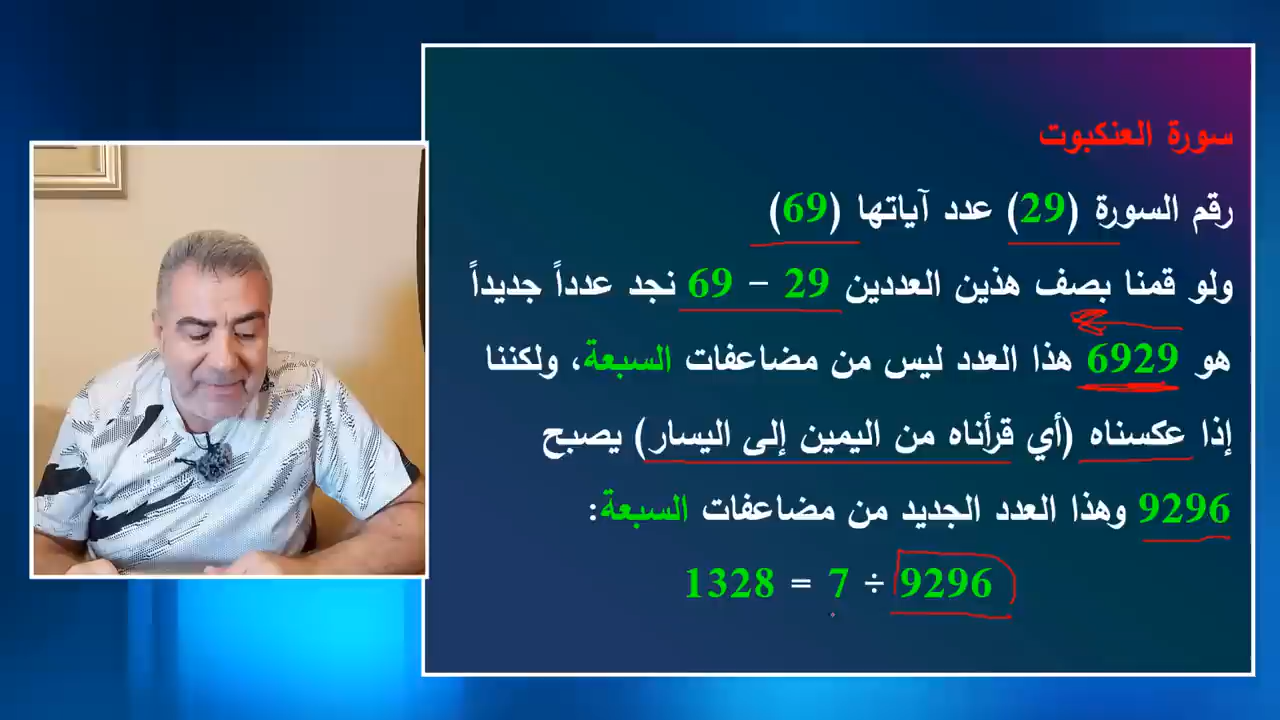 سورة العنكبوت
رقم السورة (29) عدد آياتها (69)
ولو قمنا بصف هذين العددين 29 – 69 نجد عدداً جديداً
هو 6929 هذا العدد ليس من مضاعفات السبعة، ولكننا
إذا عكسناه (أي قرأناه من اليمين إلى اليسار) يصبح
9296 وهذا العدد الجديد من مضاعفات السبعة:
9296 ÷ 7 = 1328